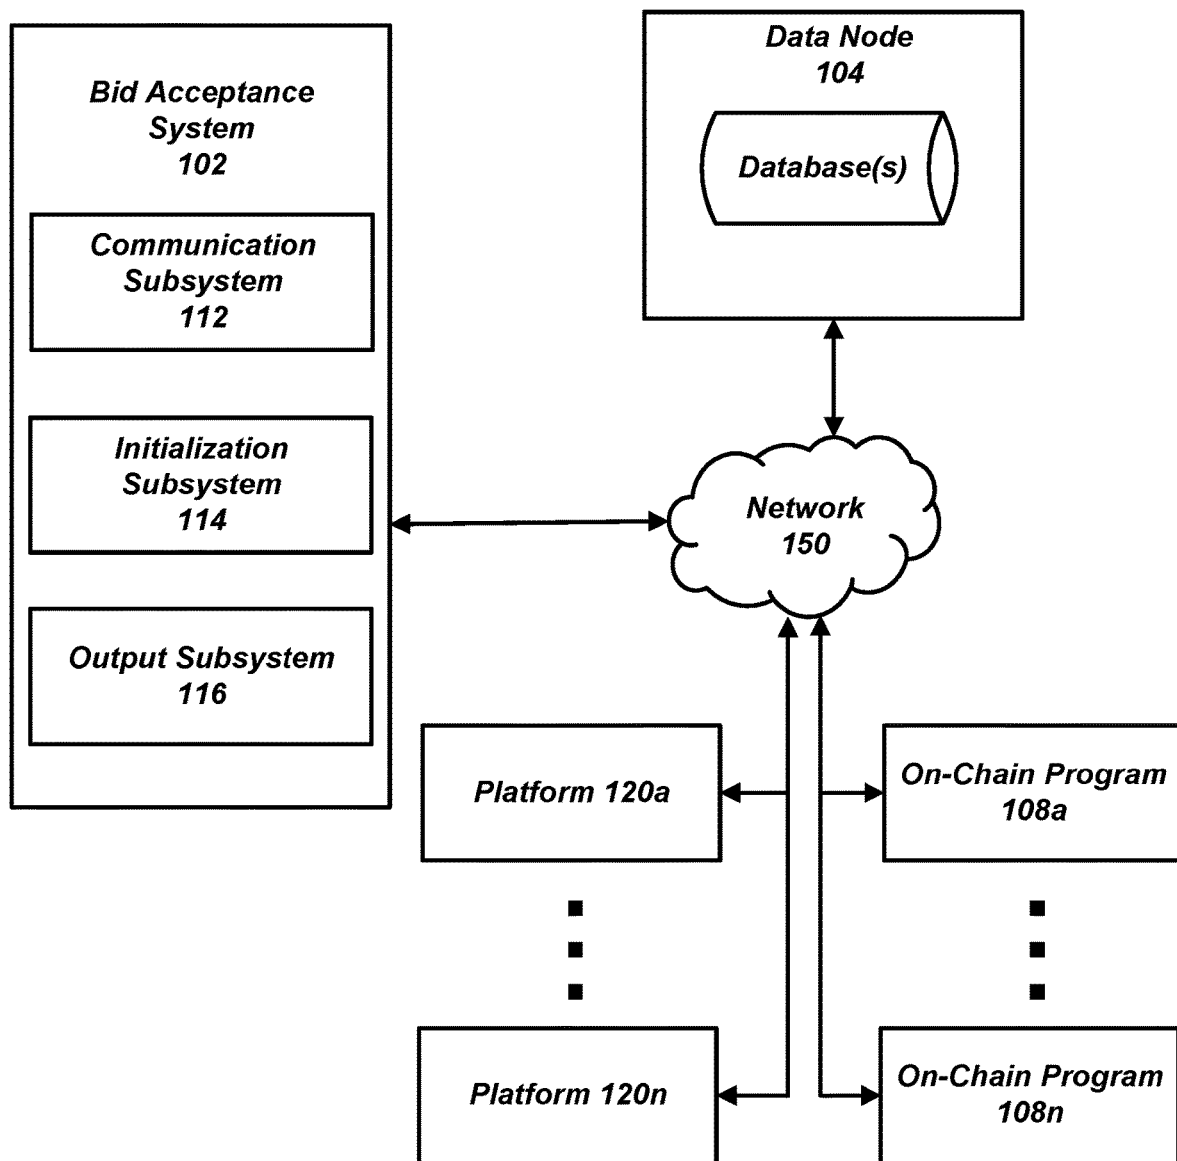 Bid Acceptance
System
102
Communication
Subsystem
112
Initialization
Subsystem
114
Output Subsystem
116
Data Node
104
Database(s)
Network
150
Platform 120a
On-Chain Program
108a
Platform 120n
On-Chain Program
108n